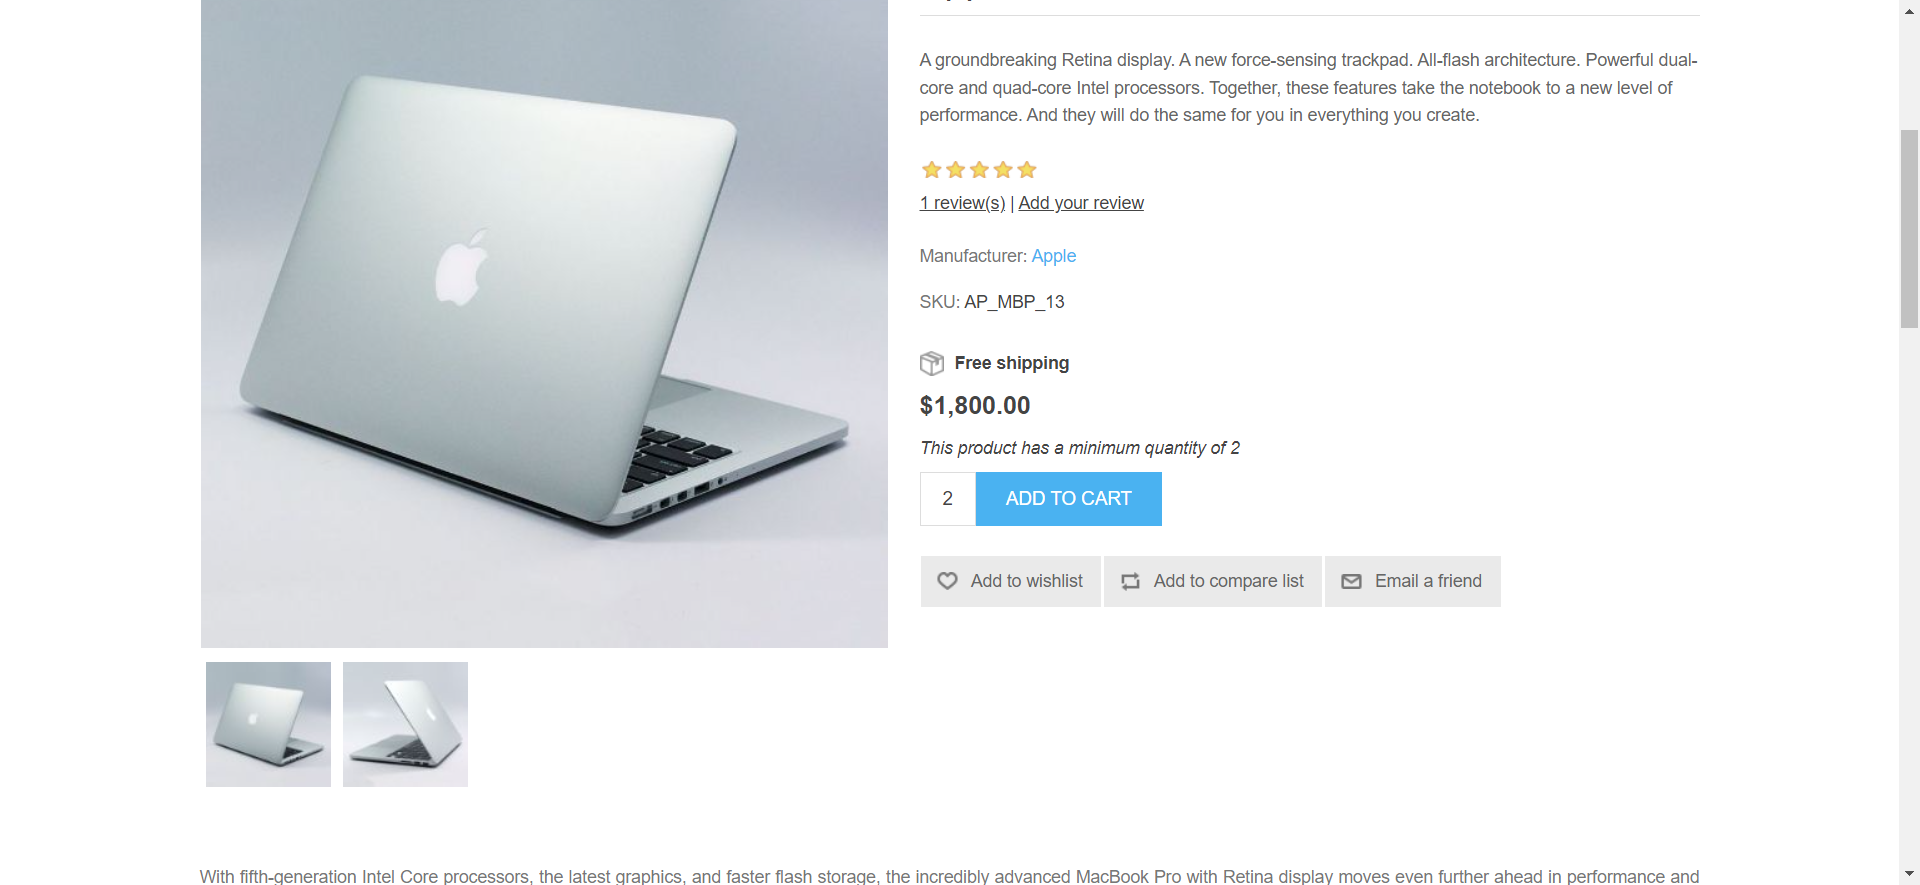 A groundbreaking Retina display. A new force-sensing trackpad. All-flash architecture. Powerful dual-
core and quad-core Intel processors. Together, these features take the notebook to a new level of
performance. And they will do the same for you in everything you create.
1 review(s) | Add your review
Manufacturer: Apple
SKU: AP_MBP_13
Free shipping
$1,800.00
This product has a minimum quantity of 2
2 ADD TO CART
Add to wishlist Add to compare list Email a friend
With fifth-generation Intel Core processors, the latest graphics, and faster flash storage, the incredibly advanced MacBook Pro with Retina display moves even further ahead in performance and